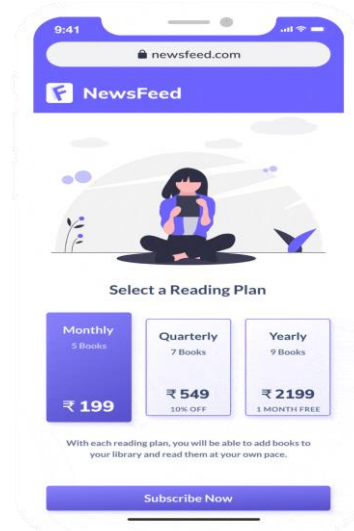 9:41
newsfeed.com
F NewsFeed
Select a Reading Plan
Monthly
5 Books
₹ 199
Quarterly
7 Books
₹ 549
10% OFF
Yearly
9 Books
₹ 2199
1 MONTH FREE
With each reading plan, you will be able to add books to
your library and read them at your own pace.
Subscribe Now